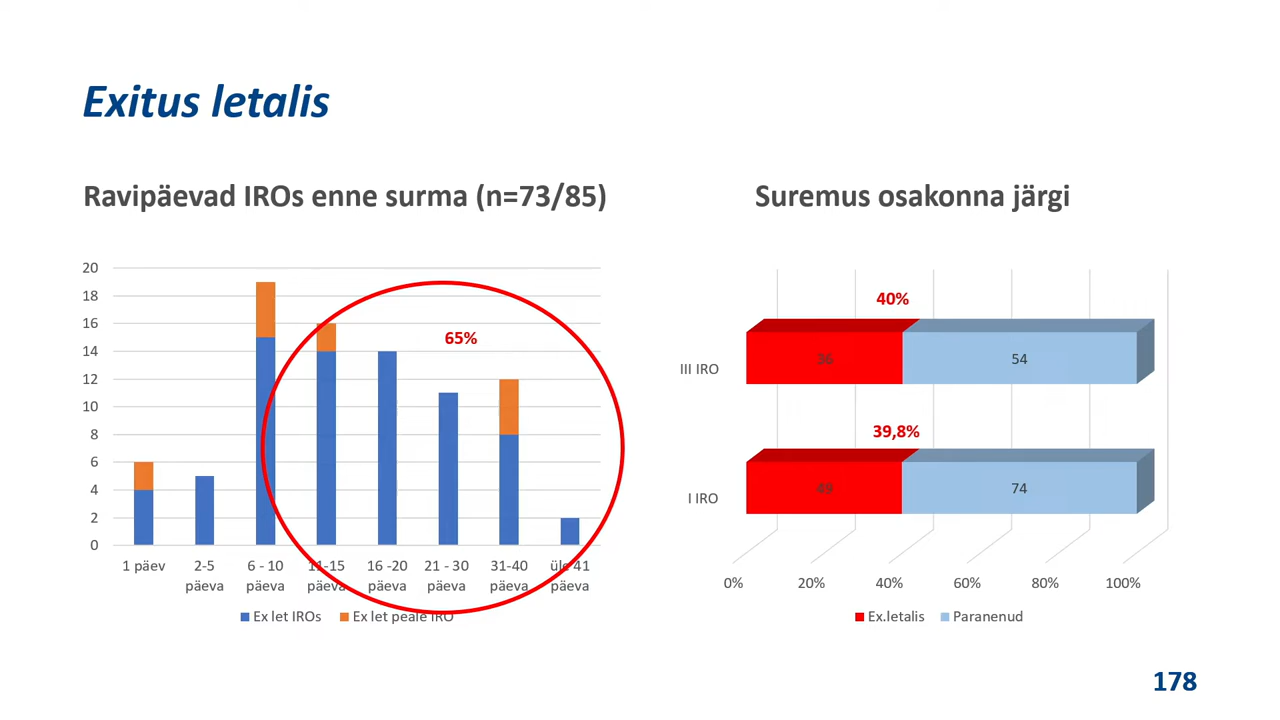 Exitus letalis
Ravipäevad IROs enne surma (n=73/85)
20
18
16
14
12
10
8
6
4
2
0
65%
1 päev
2-5 päeva
6 - 10 päeva
11-15 päeva
16 -20 päeva
21 - 30 päeva
31-40 päeva
üle 41 päeva
Ex let IROs
Ex let peale IRO
Suremus osakonna järgi
40%
III IRO
36
54
39,8%
I IRO
49
74
0%
20%
40%
60%
80%
100%
Ex.letalis
Paranenud
178